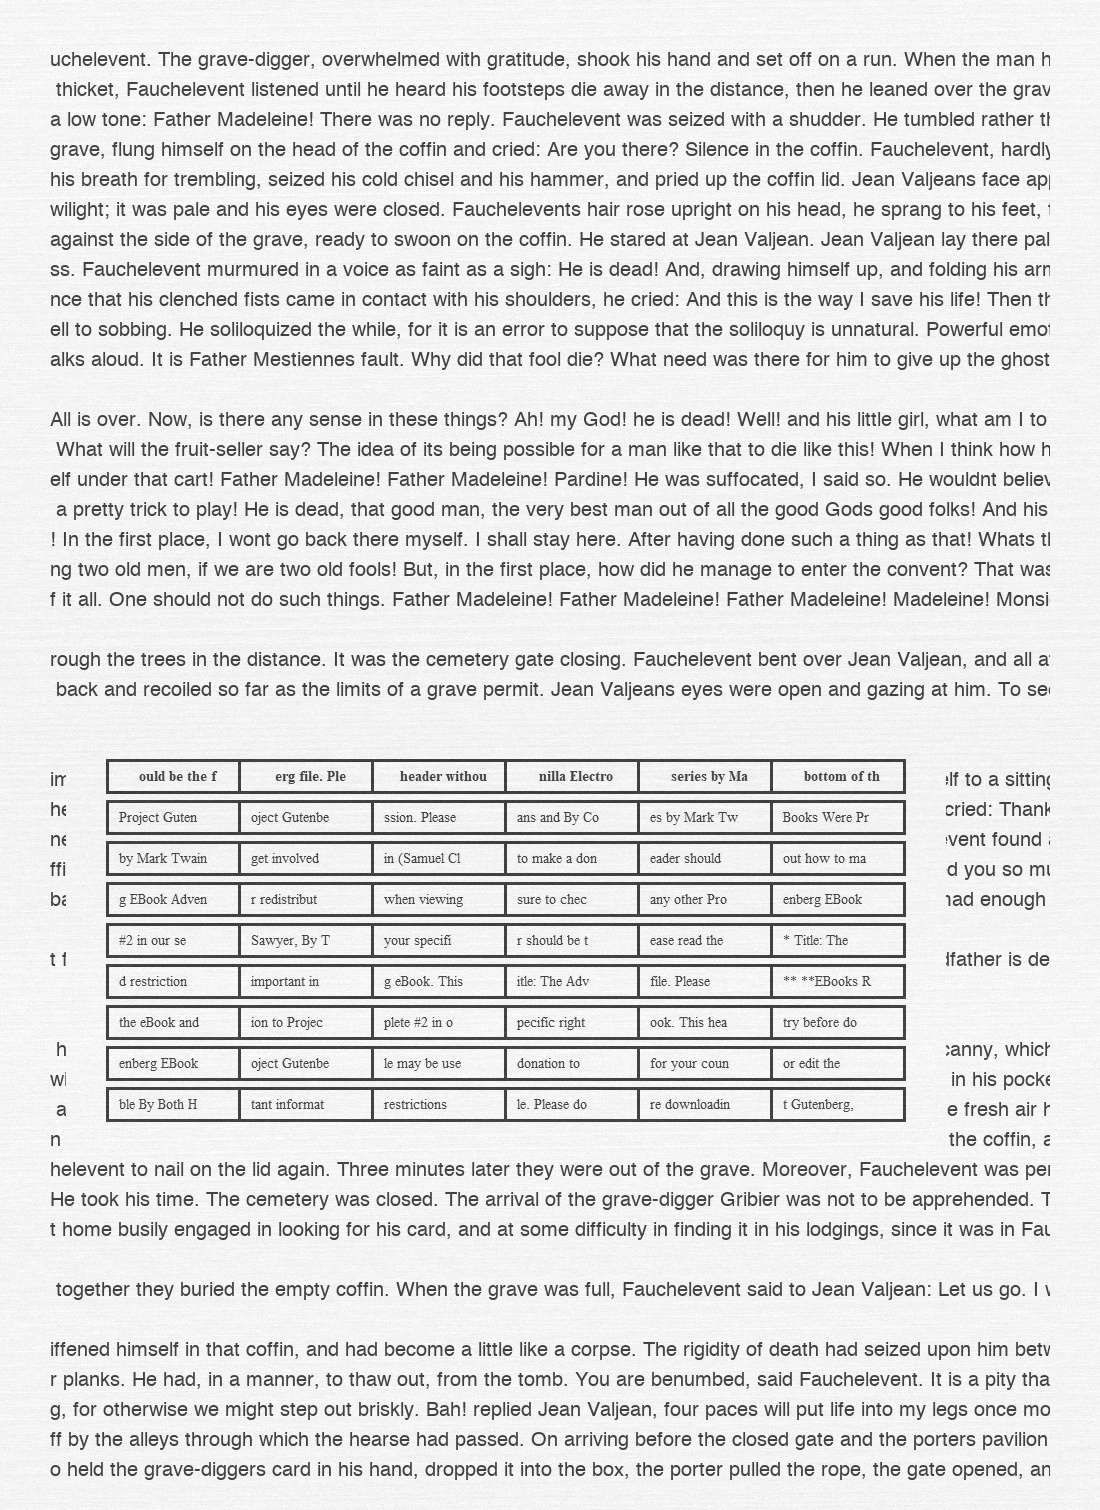 uchelevent. The grave-digger, overwhelmed with gratitude, shook his hand and set off on a run. When the man h
thicket, Fauchelevent listened until he heard his footsteps die away in the distance, then he leaned over the grav
a low tone: Father Madeleine! There was no reply. Fauchelevent was seized with a shudder. He tumbled rather th
grave, flung himself on the head of the coffin and cried: Are you there? Silence in the coffin. Fauchelevent, hardly
his breath for trembling, seized his cold chisel and his hammer, and pried up the coffin lid. Jean Valjeans face app
wilight; it was pale and his eyes were closed. Fauchelevents hair rose upright on his head, he sprang to his feet,
against the side of the grave, ready to swoon on the coffin. He stared at Jean Valjean. Jean Valjean lay there pal
ss. Fauchelevent murmured in a voice as faint as a sigh: He is dead! And, drawing himself up, and folding his arm
nce that his clenched fists came in contact with his shoulders, he cried: And this is the way I save his life! Then th
ell to sobbing. He soliloquized the while, for it is an error to suppose that the soliloquy is unnatural. Powerful emot
alks aloud. It is Father Mestiennes fault. Why did that fool die? What need was there for him to give up the ghost
All is over. Now, is there any sense in these things? Ah! my God! he is dead! Well! and his little girl, what am I to
What will the fruit-seller say? The idea of its being possible for a man like that to die like this! When I think how h
elf under that cart! Father Madeleine! Father Madeleine! Pardine! He was suffocated, I said so. He wouldnt believ
a pretty trick to play! He is dead, that good man, the very best man out of all the good Gods good folks! And his
! In the first place, I wont go back there myself. I shall stay here. After having done such a thing as that! Whats th
ng two old men, if we are two old fools! But, in the first place, how did he manage to enter the convent? That was
f it all. One should not do such things. Father Madeleine! Father Madeleine! Father Madeleine! Madeleine! Monsi
rough the trees in the distance. It was the cemetery gate closing. Fauchelevent bent over Jean Valjean, and all at
back and recoiled so far as the limits of a grave permit. Jean Valjeans eyes were open and gazing at him. To see
ould be the f erg file. Ple header withou nilla Electro series by Ma bottom of th
Project Guten oject Gutenbe ssion. Please ans and By Co es by Mark Tw Books Were Pr
by Mark Twain get involved in (Samuel Cl to make a don eader should out how to ma
g EBook Adven r redistribut when viewing sure to chec any other Pro enberg EBook
#2 in our se Sawyer, By T your specifi r should be t ease read the * Title: The
d restriction important in g eBook. This itle: The Adv file. Please ** **EBooks R
the eBook and ion to Projec plete #2 in o pecific right ook. This hea try before do
enberg EBook oject Gutenbe le may be use donation to for your coun or edit the
ble By Both H tant informat restrictions le. Please do re downloadin t Gutenberg,
im elf to a sitting
he cried: Thank
ne event found a
ffi d you so mu
ba had enough
t f dfather is de
h canny, which
wi in his pocke
a e fresh air h
n the coffin, a
helevent to nail on the lid again. Three minutes later they were out of the grave. Moreover, Fauchelevent was per
He took his time. The cemetery was closed. The arrival of the grave-digger Gribier was not to be apprehended. T
t home busily engaged in looking for his card, and at some difficulty in finding it in his lodgings, since it was in Fau
together they buried the empty coffin. When the grave was full, Fauchelevent said to Jean Valjean: Let us go. I w
iffened himself in that coffin, and had become a little like a corpse. The rigidity of death had seized upon him betw
r planks. He had, in a manner, to thaw out, from the tomb. You are benumbed, said Fauchelevent. It is a pity tha
g, for otherwise we might step out briskly. Bah! replied Jean Valjean, four paces will put life into my legs once mo
ff by the alleys through which the hearse had passed. On arriving before the closed gate and the porters pavilion
o held the grave-diggers card in his hand, dropped it into the box, the porter pulled the rope, the gate opened, an